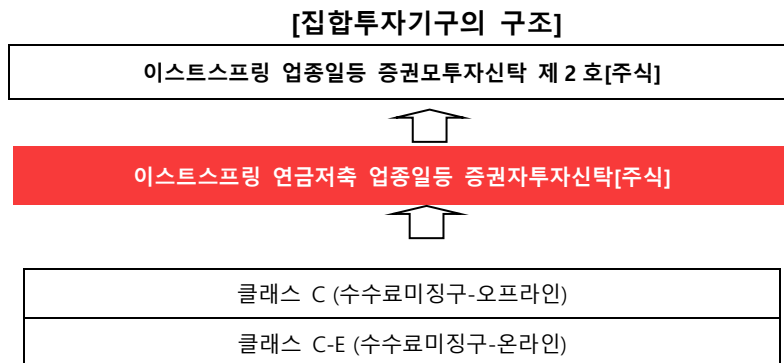 [집합투자기구의 구조]
이스트스프링 업종일등 증권모투자신탁 제 2 호[주식]
이스트스프링 연금저축 업종일등 증권자투자신탁[주식]
클래스 C (수수료미징구-오프라인)
클래스 C-E (수수료미징구-온라인)